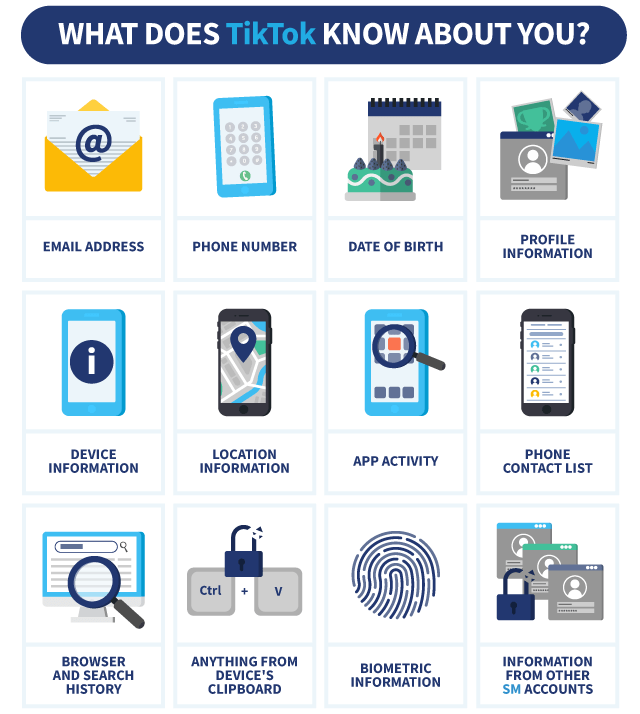 WHAT DOES TikTok KNOW ABOUT YOU?
@
EMAIL ADDRESS
PHONE NUMBER
DATE OF BIRTH
PROFILE
INFORMATION
i
DEVICE
INFORMATION
LOCATION
INFORMATION
APP ACTIVITY
PHONE
CONTACT LIST
BROWSER
AND SEARCH
HISTORY
Ctrl + V
ANYTHING FROM
DEVICE'S
CLIPBOARD
BIOMETRIC
INFORMATION
INFORMATION
FROM OTHER
SM ACCOUNTS